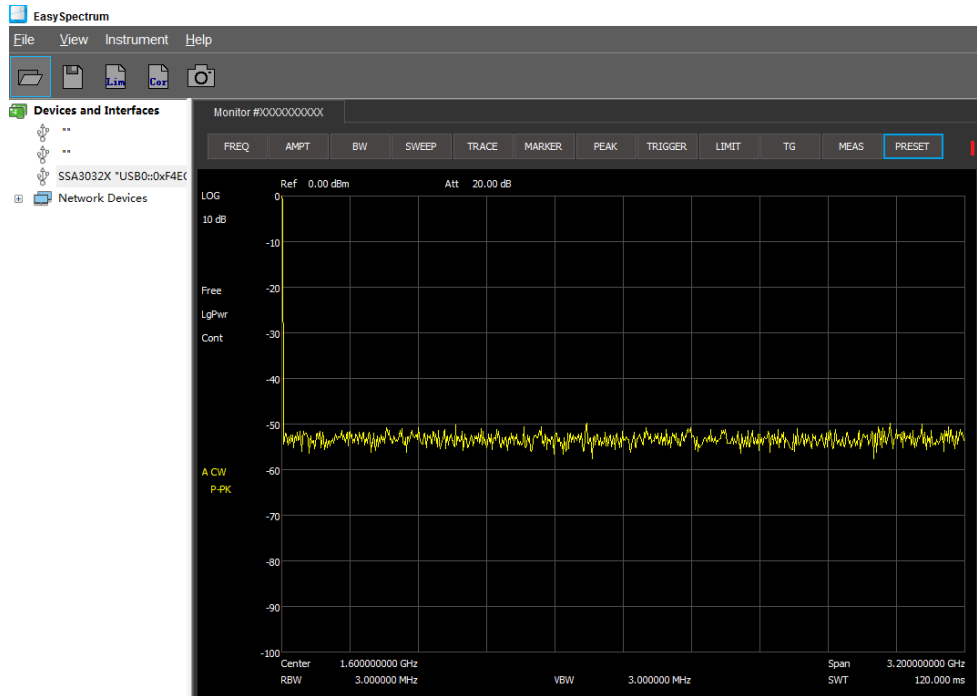 EasySpectrum
File View Instrument Help
Lim Cor
Devices and Interfaces
""
""
SSA3032X "USB0::0xF4EC
Network Devices
Monitor #XXXXXXXXXX
FREQ AMPT BW SWEEP TRACE MARKER PEAK TRIGGER LIMIT TG MEAS PRESET
Ref 0.00 dBm Att 20.00 dB
LOG
10 dB
Free
LgPwr
Cont
A CW
P-PK
0
-10
-20
-30
-40
-50
-60
-70
-80
-90
-100
Center 1.600000000 GHz Span 3.200000000 GHz
RBW 3.000000 MHz VBW 3.000000 MHz SWT 120.000 ms